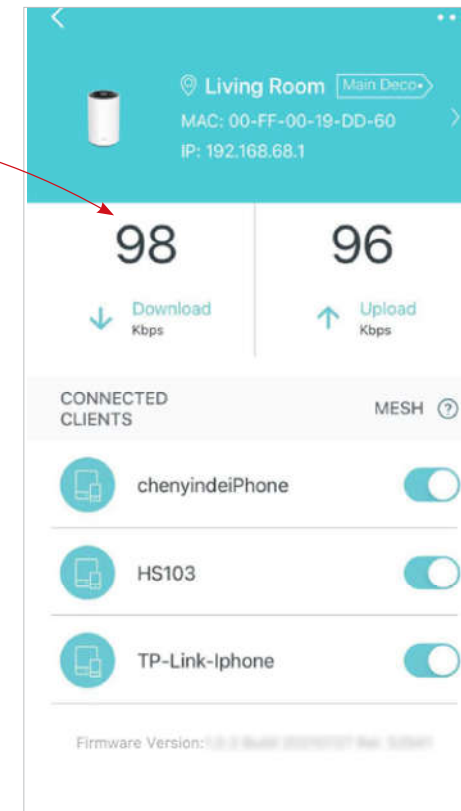 Living Room Main Deco
MAC: 00-FF-00-19-DD-60
IP: 192.168.68.1
98 96
Download Upload
Kbps Kbps
CONNECTED
CLIENTS
MESH ?
chenyindeiPhone
HS103
TP-Link-Iphone
Firmware Version: